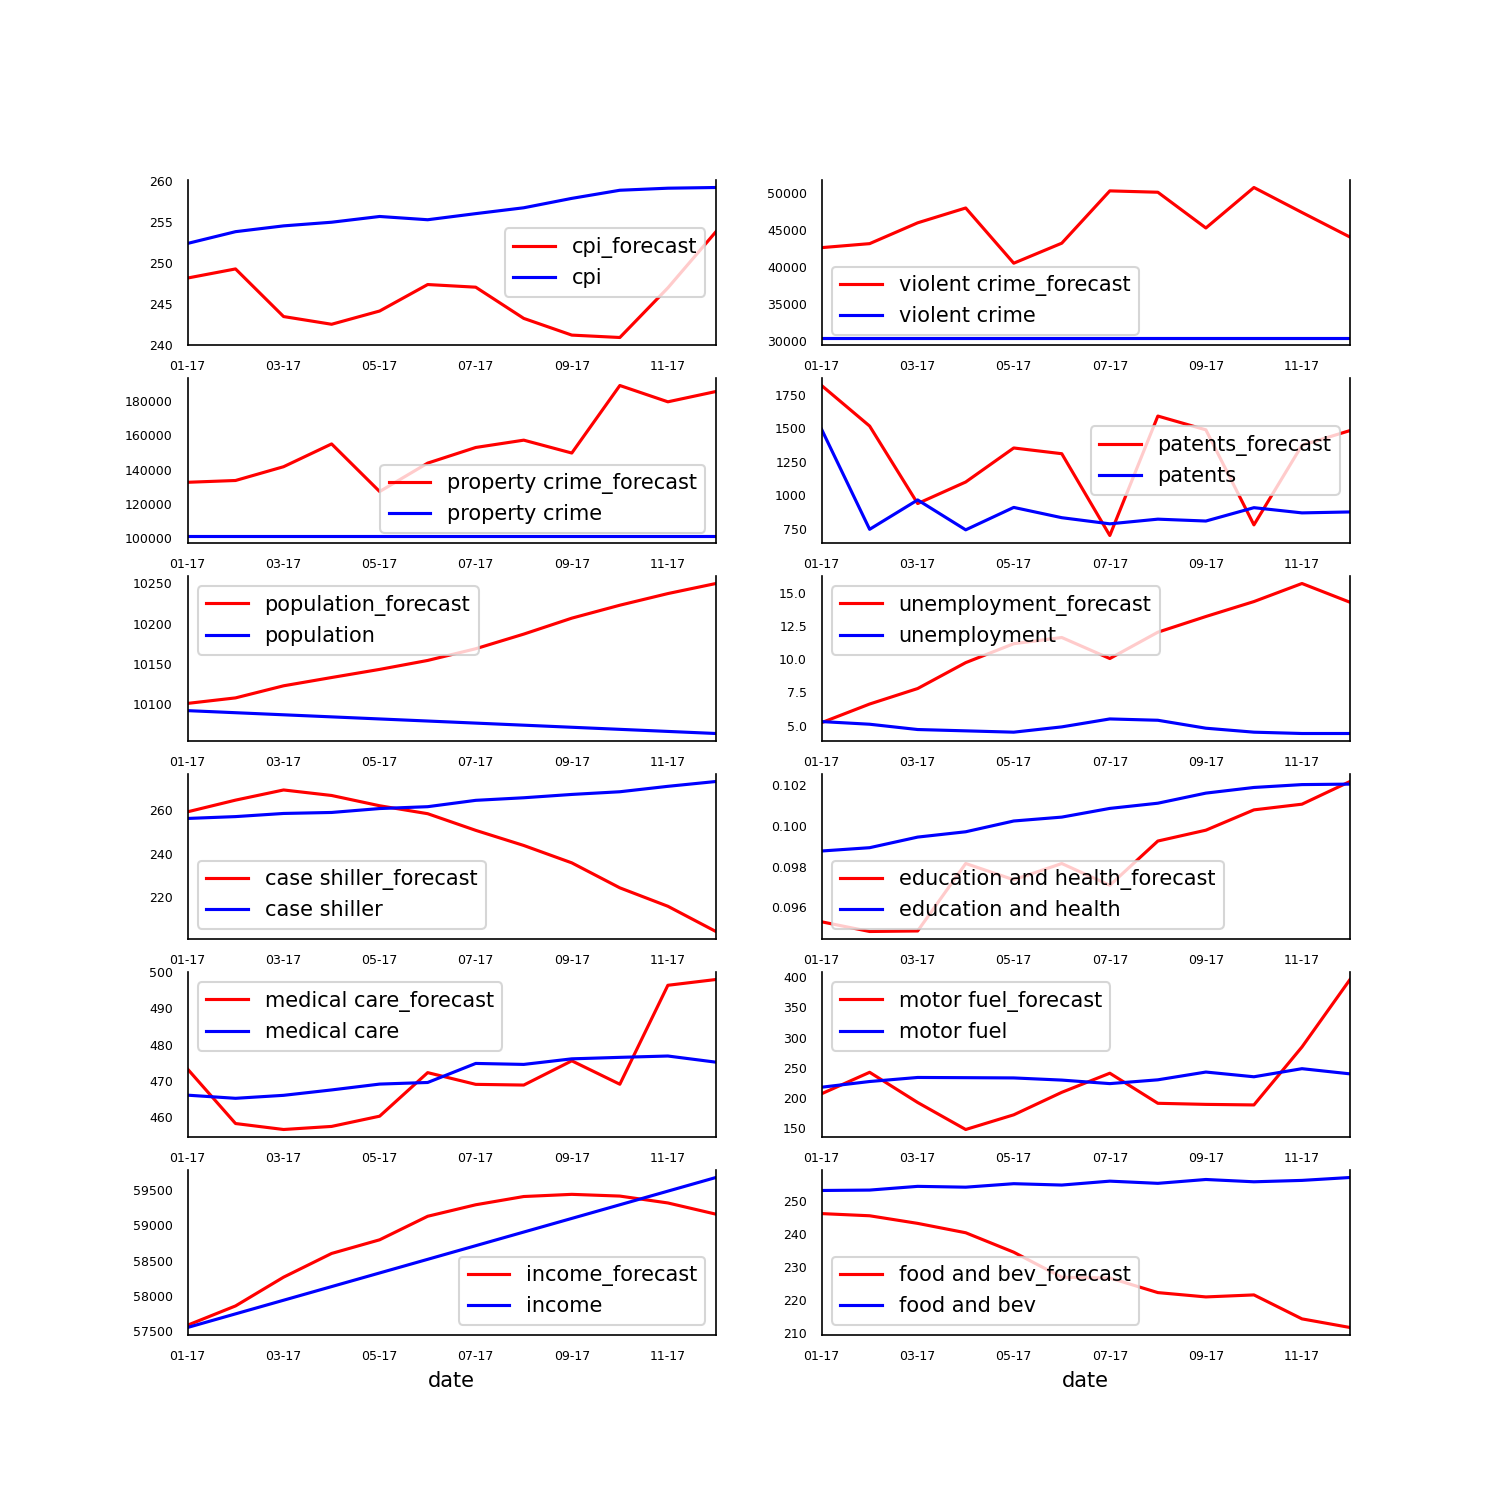 260
255
250
245
240
cpi_forecast
cpi
01-17 03-17 05-17 07-17 09-17 11-17
50000
45000
40000
35000
30000
violent crime_forecast
violent crime
01-17 03-17 05-17 07-17 09-17 11-17
180000
160000
140000
120000
100000
property crime_forecast
property crime
01-17 03-17 05-17 07-17 09-17 11-17
1750
1500
1250
1000
750
patents_forecast
patents
01-17 03-17 05-17 07-17 09-17 11-17
10250
10200
10150
10100
population_forecast
population
01-17 03-17 05-17 07-17 09-17 11-17
15.0
12.5
10.0
7.5
5.0
unemployment_forecast
unemployment
01-17 03-17 05-17 07-17 09-17 11-17
260
240
220
case shiller_forecast
case shiller
01-17 03-17 05-17 07-17 09-17 11-17
0.102
0.100
0.098
0.096
education and health_forecast
education and health
01-17 03-17 05-17 07-17 09-17 11-17
500
490
480
470
460
medical care_forecast
medical care
01-17 03-17 05-17 07-17 09-17 11-17
400
350
300
250
200
150
motor fuel_forecast
motor fuel
01-17 03-17 05-17 07-17 09-17 11-17
59500
59000
58500
58000
57500
income_forecast
income
01-17 03-17 05-17 07-17 09-17 11-17
date
250
240
230
220
210
food and bev_forecast
food and bev
01-17 03-17 05-17 07-17 09-17 11-17
date